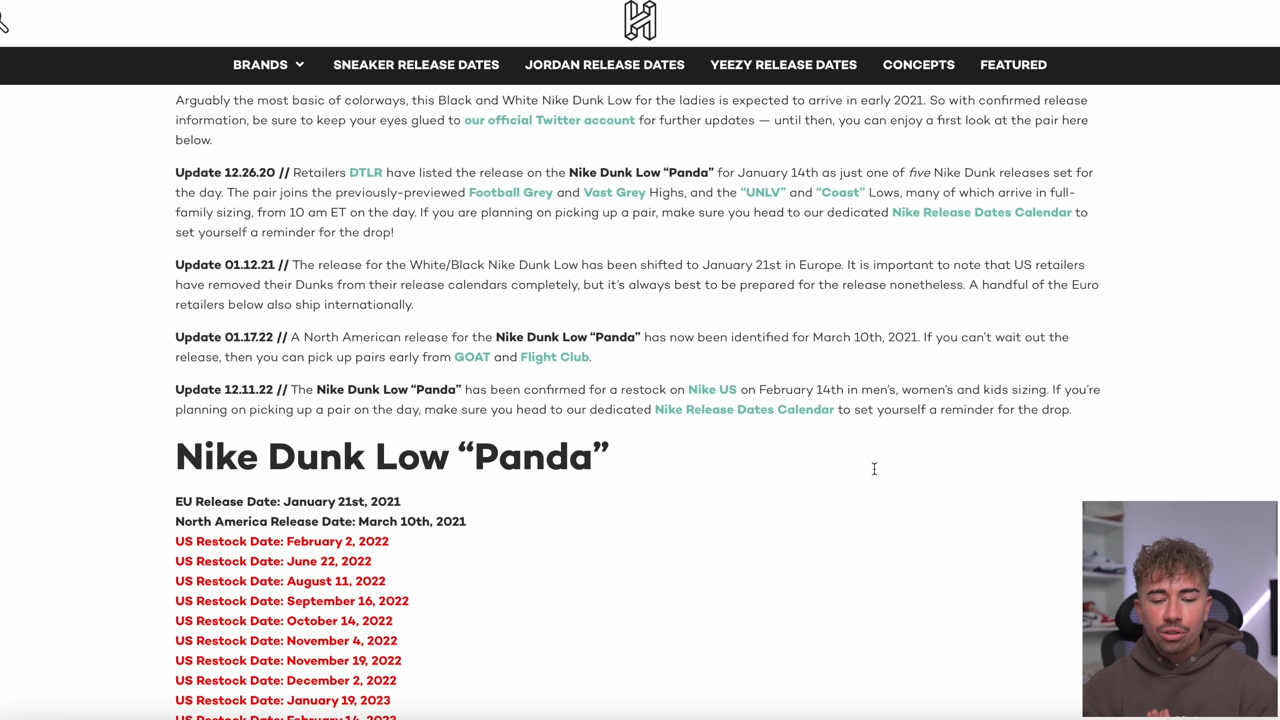 BRANDS SNEAKER RELEASE DATES JORDAN RELEASE DATES YEEZY RELEASE DATES CONCEPTS FEATURED
Arguably the most basic of colorways, this Black and White Nike Dunk Low for the ladies is expected to arrive in early 2021. So with confirmed release
information, be sure to keep your eyes glued to our official Twitter account for further updates — until then, you can enjoy a first look at the pair here
below.
Update 12.26.20 // Retailers DTLR have listed the release on the Nike Dunk Low “Panda” for January 14th as just one of five Nike Dunk releases set for
the day. The pair joins the previously-previewed Football Grey and Vast Grey Highs, and the “UNLV” and “Coast” Lows, many of which arrive in full-
family sizing, from 10 am ET on the day. If you are planning on picking up a pair, make sure you head to our dedicated Nike Release Dates Calendar to
set yourself a reminder for the drop!
Update 01.12.21 // The release for the White/Black Nike Dunk Low has been shifted to January 21st in Europe. It is important to note that US retailers
have removed their Dunks from their release calendars completely, but it’s always best to be prepared for the release nonetheless. A handful of the Euro
retailers below also ship internationally.
Update 01.17.22 // A North American release for the Nike Dunk Low “Panda” has now been identified for March 10th, 2021. If you can’t wait out the
release, then you can pick up pairs early from GOAT and Flight Club.
Update 12.11.22 // The Nike Dunk Low “Panda” has been confirmed for a restock on Nike US on February 14th in men’s, women’s and kids sizing. If you’re
planning on picking up a pair on the day, make sure you head to our dedicated Nike Release Dates Calendar to set yourself a reminder for the drop.
Nike Dunk Low “Panda”
EU Release Date: January 21st, 2021
North America Release Date: March 10th, 2021
US Restock Date: February 2, 2022
US Restock Date: June 22, 2022
US Restock Date: August 11, 2022
US Restock Date: September 16, 2022
US Restock Date: October 14, 2022
US Restock Date: November 4, 2022
US Restock Date: November 19, 2022
US Restock Date: December 2, 2022
US Restock Date: January 19, 2023
US Restock Date: February 14, 2023